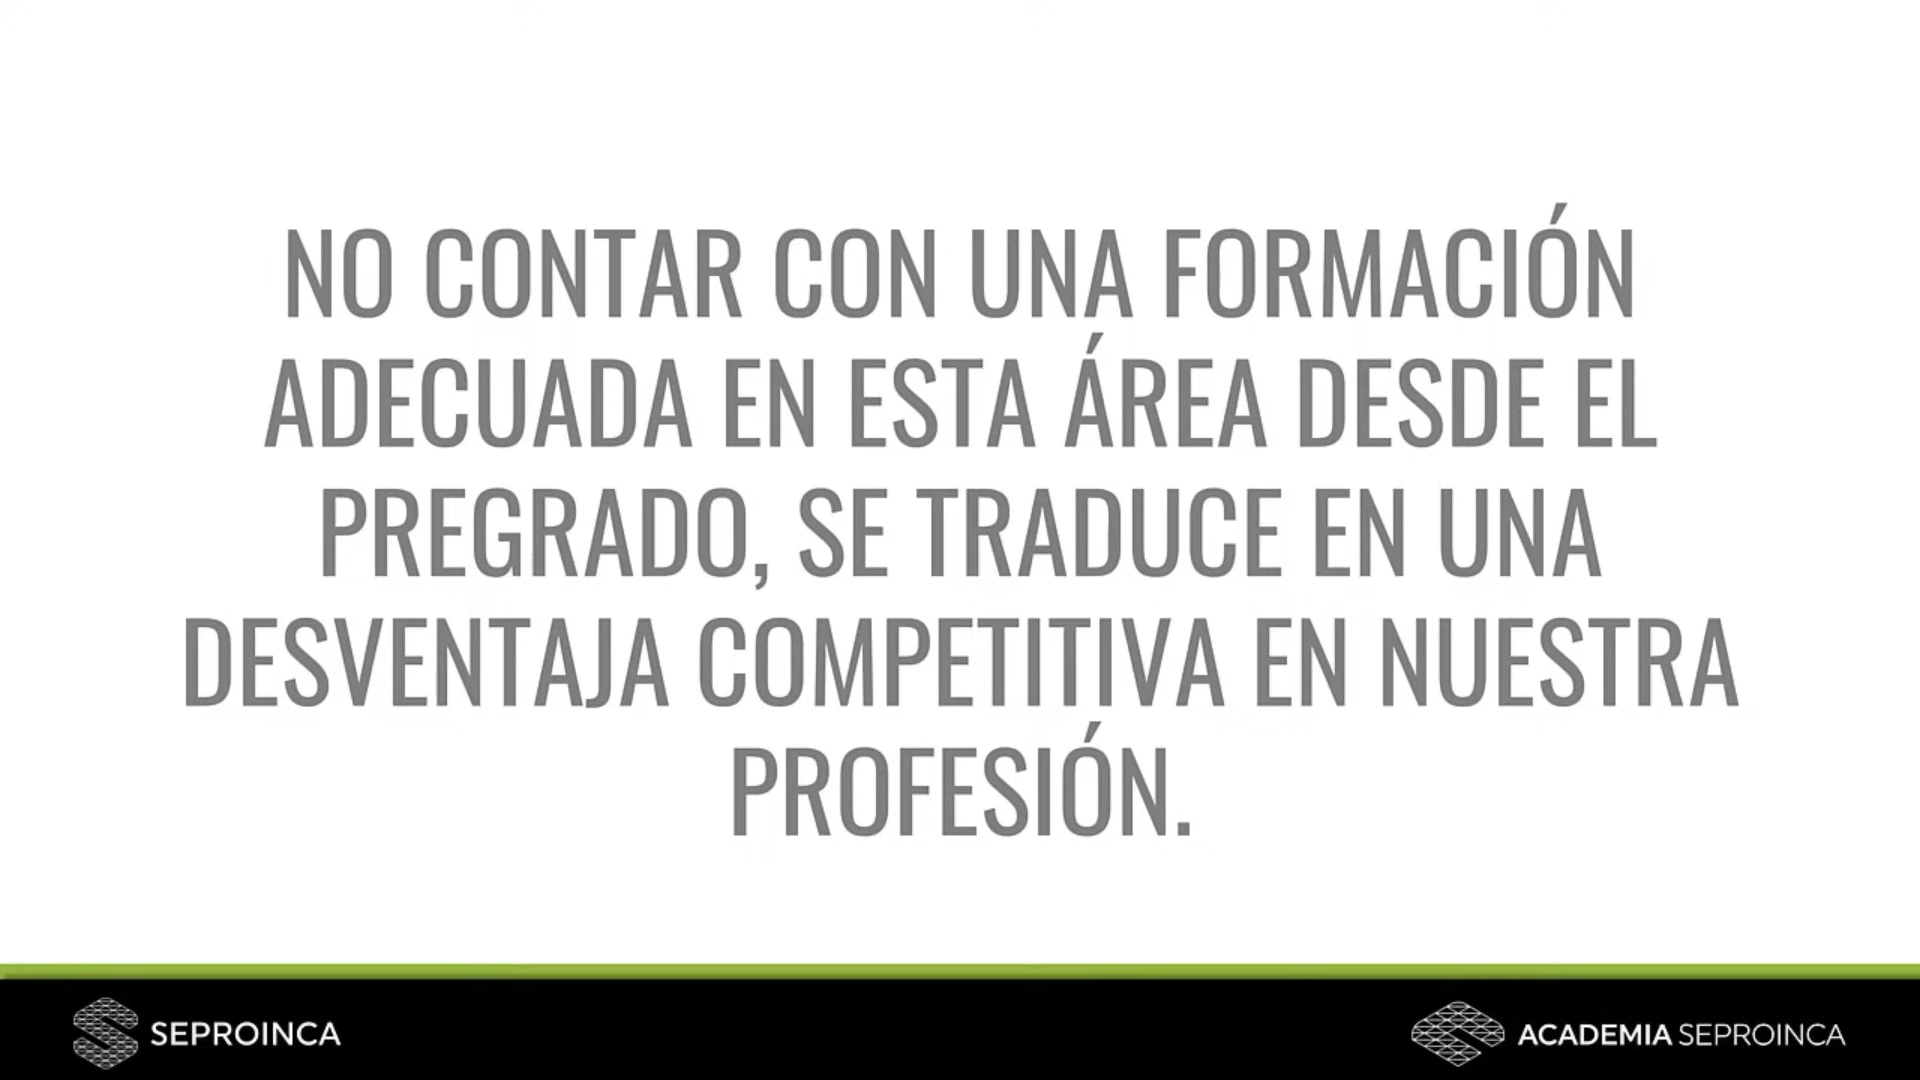 NO CONTAR CON UNA FORMACIÓN
ADECUADA EN ESTA ÁREA DESDE EL
PREGRADO, SE TRADUCE EN UNA
DESVENTAJA COMPETITIVA EN NUESTRA
PROFESIÓN.
SEPROINCA
ACADEMIA SEPROINCA